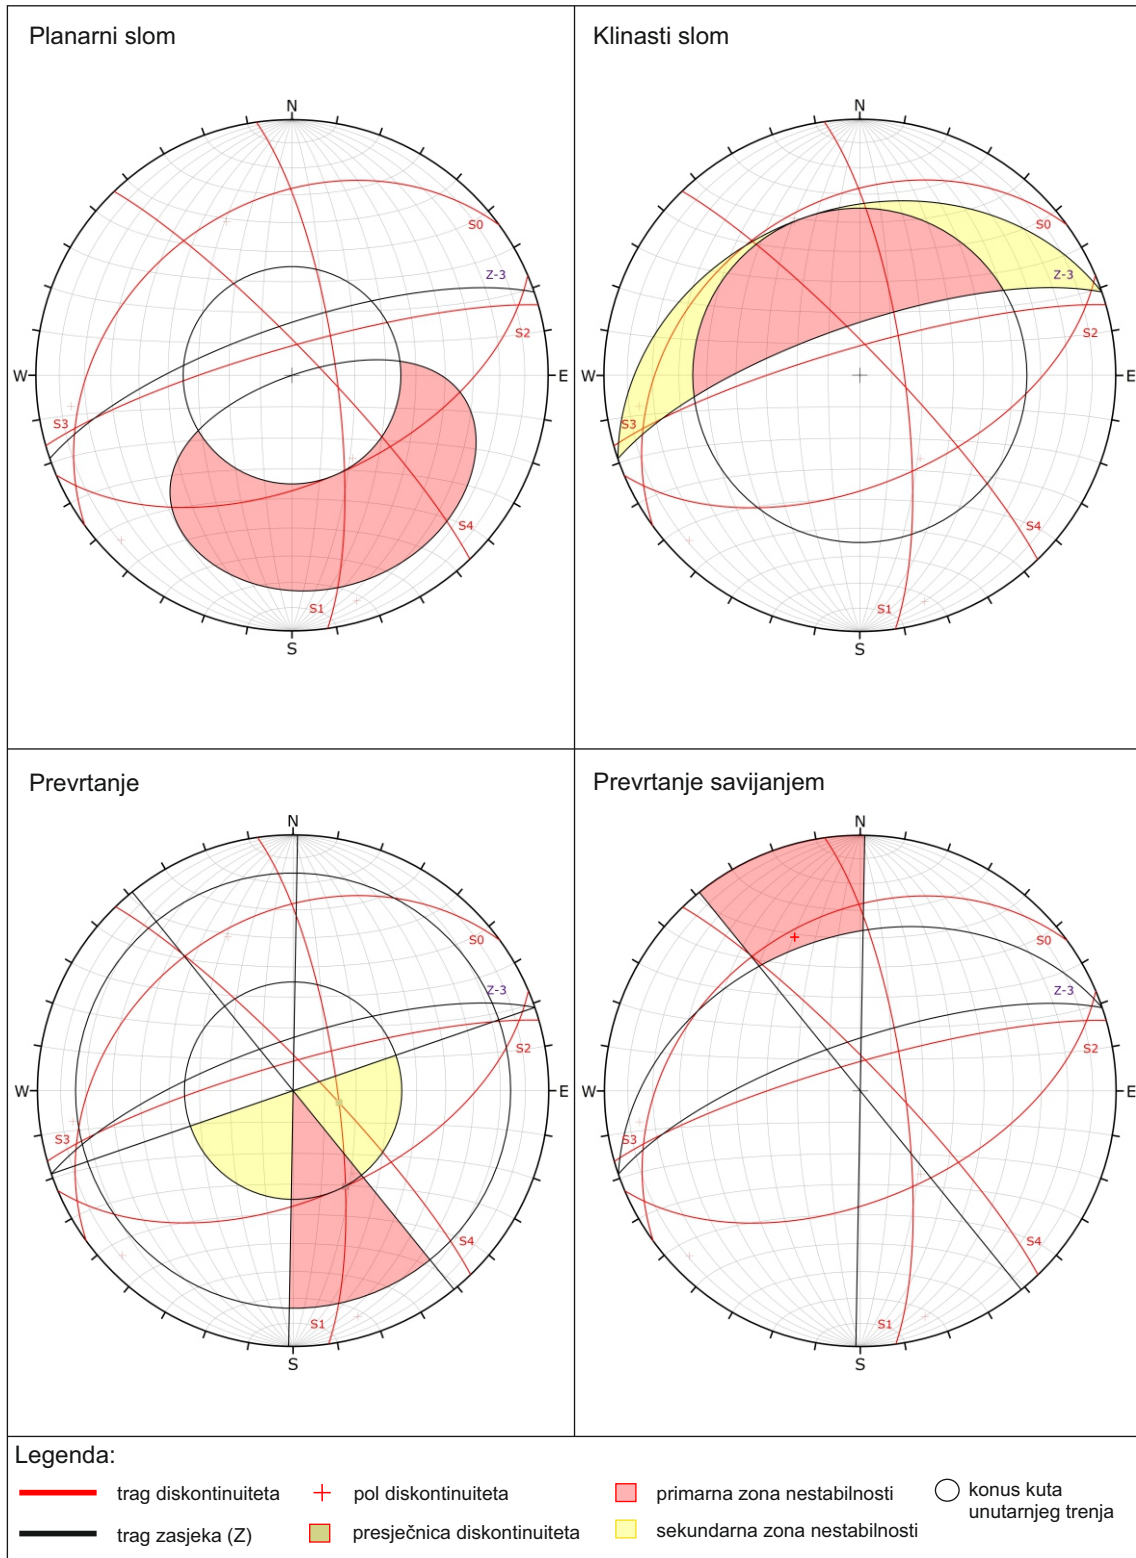 Planarni slom
N
S0
Z-3
S2
W
E
S3
S4
S1
S
Klinasti slom
N
S0
Z-3
S2
W
E
S3
S4
S1
S
Prevrtanje
N
S0
Z-3
S2
W
E
S3
S4
S1
S
Prevrtanje savijanjem
N
S0
Z-3
S2
W
E
S3
S4
S1
S
Legenda:
trag diskontinuiteta
pol diskontinuiteta
primarna zona nestabilnosti
konus kuta
unutarnjeg trenja
trag zasjeka (Z)
presječnica diskontinuiteta
sekundarna zona nestabilnosti